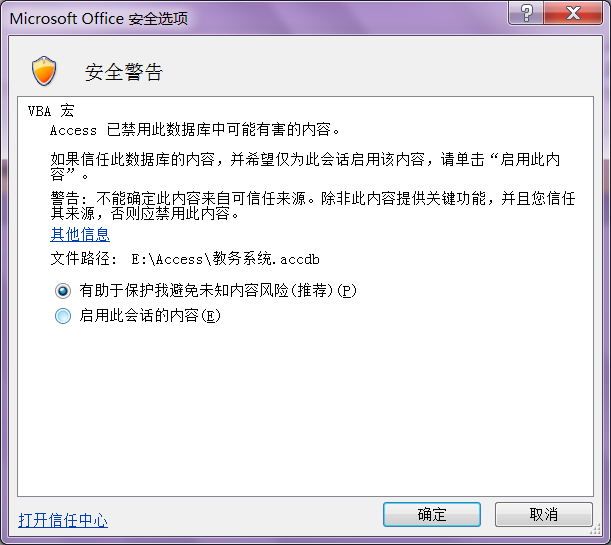 Microsoft Office 安全选项
安全警告
VBA 宏
Access 已禁用此数据库中可能有害的内容。
如果信任此数据库的内容，并希望仅为此会话启用该内容，请单击“启用此内
容”。
警告: 不能确定此内容来自可信任来源。除非此内容提供关键功能，并且您信任
其来源，否则应禁用此内容。
其他信息
文件路径: E:\Access\教务系统.accdb
有助于保护我避免未知内容风险(推荐)(P)
启用此会话的内容(E)
打开信任中心
确定
取消